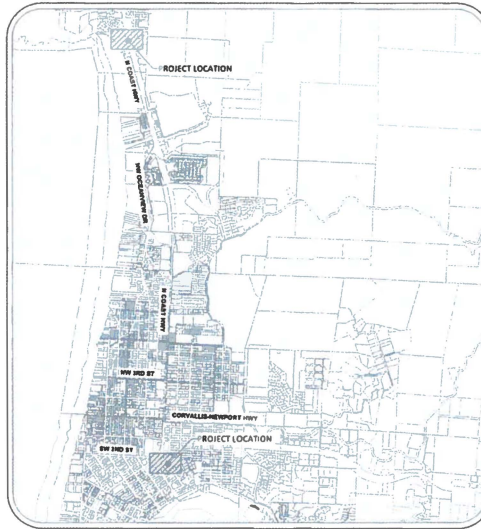 PROJECT LOCATION
N COAST HWY
NW OCEANVIEW DR
N COAST HWY
NW 3RD ST
CORVALLIS-NEWPORT HWY
PROJECT LOCATION
SW 2ND ST